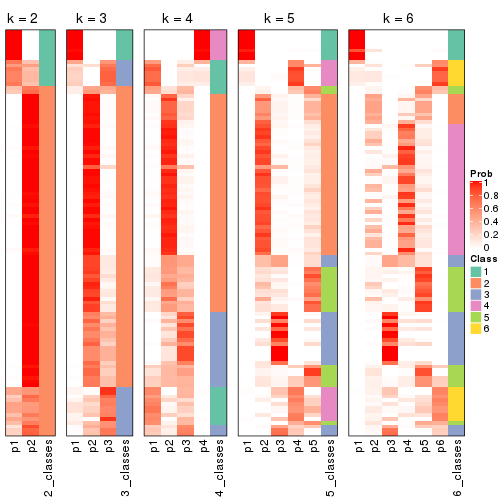 k = 2
k = 3
k = 4
k = 5
k = 6
p1
p2
2_classes
p1
p2
p3
3_classes
p1
p2
p3
p4
4_classes
p1
p2
p3
p4
p5
5_classes
p1
p2
p3
p4
p5
p6
6_classes
Prob
1
0.8
0.6
0.4
0.2
0
Class
1
2
3
4
5
6